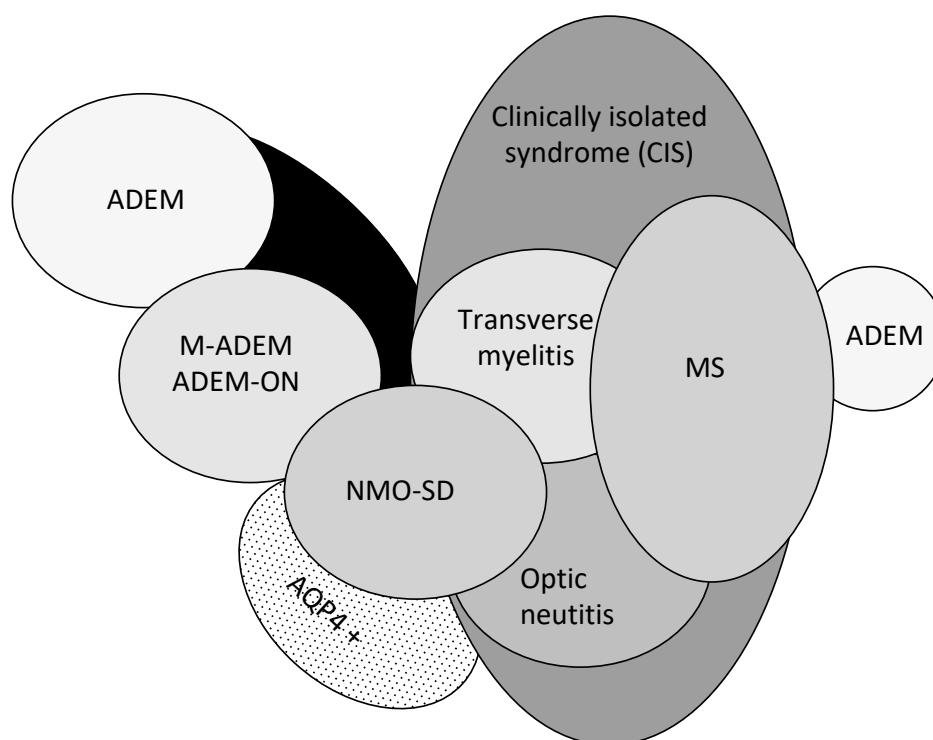 Clinically isolated
syndrome (CIS)
ADEM
Transverse
myelitis
ADEM
M-ADEM
ADEM-ON
MS
NMO-SD
Optic
neutitis
AQP4 +